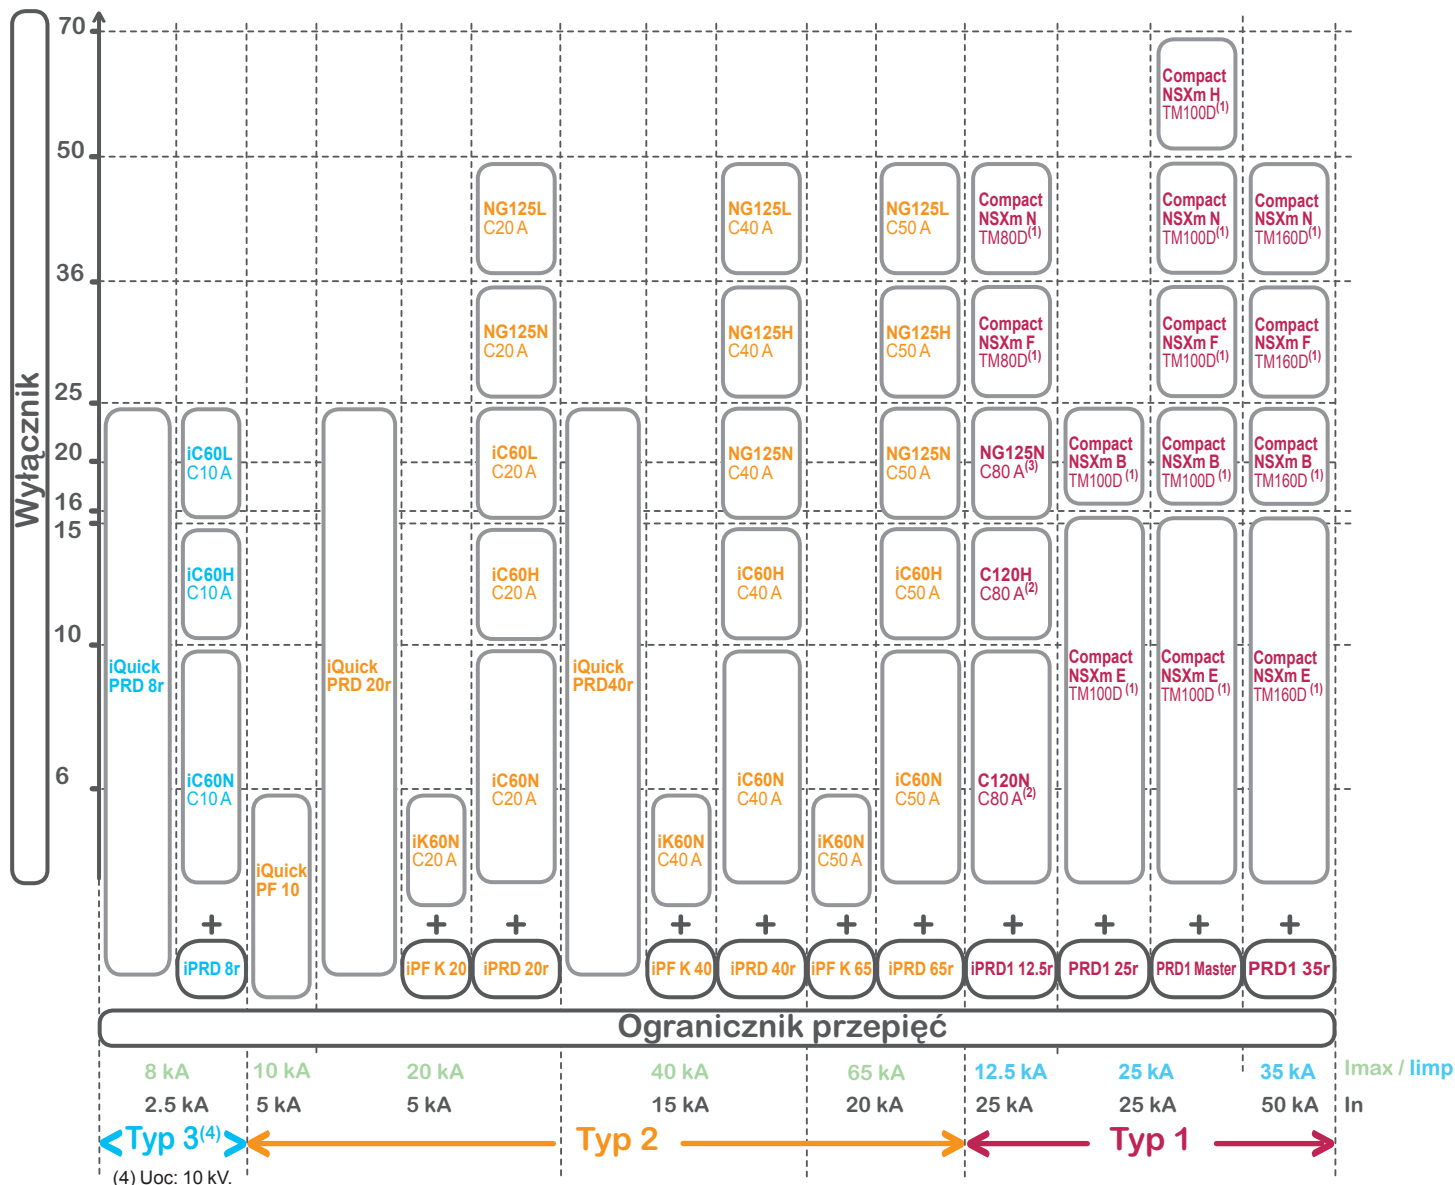 70
Compact
NSXm H
TM100D(1)
50
NG125L
C20 A
NG125L
C40 A
NG125L
C50 A
Compact
NSXm N
TM80D(1)
Compact
NSXm N
TM100D(1)
Compact
NSXm N
TM160D(1)
36
NG125N
C20 A
NG125H
C40 A
NG125H
C50 A
Compact
NSXm F
TM80D(1)
Compact
NSXm F
TM100D(1)
Compact
NSXm F
TM160D(1)
25
Wyłącznik
20
iC60L
C10 A
iC60L
C20 A
NG125N
C40 A
NG125N
C50 A
NG125N
C80 A(3)
Compact
NSXm B
TM100D (1)
Compact
NSXm B
TM100D (1)
Compact
NSXm B
TM160D (1)
16
15
iC60H
C10 A
iC60H
C20 A
iC60H
C40 A
iC60H
C50 A
C120H
C80 A(2)
10
iQuick
PRD 8r
iQuick
PRD 20r
iQuick
PRD40r
Compact
NSXm E
TM100D (1)
Compact
NSXm E
TM100D (1)
Compact
NSXm E
TM160D (1)
6
iC60N
C10 A
iC60N
C20 A
iC60N
C40 A
iC60N
C50 A
C120N
C80 A(2)
iQuick
PF 10
iK60N
C20 A
iK60N
C40 A
iK60N
C50 A
+ + + + + + + + + + +
iPRD 8r
iPF K 20
iPRD 20r
iPF K 40
iPRD 40r
iPF K 65
iPRD 65r
iPRD1 12.5r
PRD1 25r
PRD1 Master
PRD1 35r
Ogranicznik przepięć
8 kA 10 kA 20 kA 40 kA 65 kA 12.5 kA 25 kA 35 kA Imax / Iimp
2.5 kA 5 kA 5 kA 15 kA 20 kA 25 kA 25 kA 50 kA In
Typ 3(4) Typ 2 Typ 1
(4) Uoc: 10 kV.